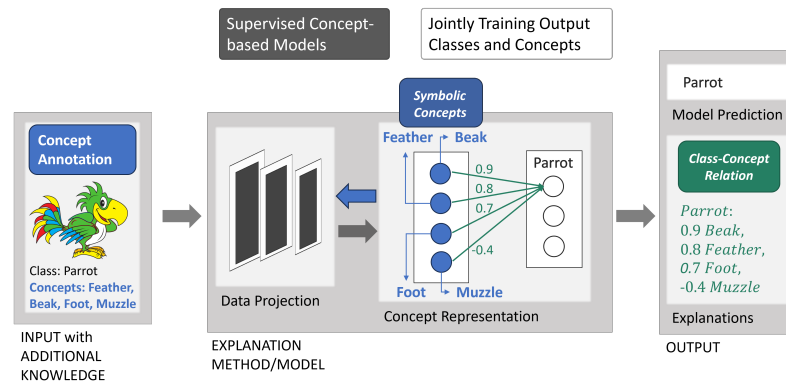 Supervised Concept-
based Models
Jointly Training Output
Classes and Concepts
Concept
Annotation
Class: Parrot
Concepts: Feather,
Beak, Foot, Muzzle
INPUT with
ADDITIONAL
KNOWLEDGE
Data Projection
EXPLANATION
METHOD/MODEL
Symbolic
Concepts
Feather
Beak
0.9
0.8
0.7
-0.4
Parrot
Foot
Muzzle
Concept Representation
Parrot
Model Prediction
Class-Concept
Relation
Parrot:
0.9 Beak,
0.8 Feather,
0.7 Foot,
-0.4 Muzzle
Explanations
OUTPUT